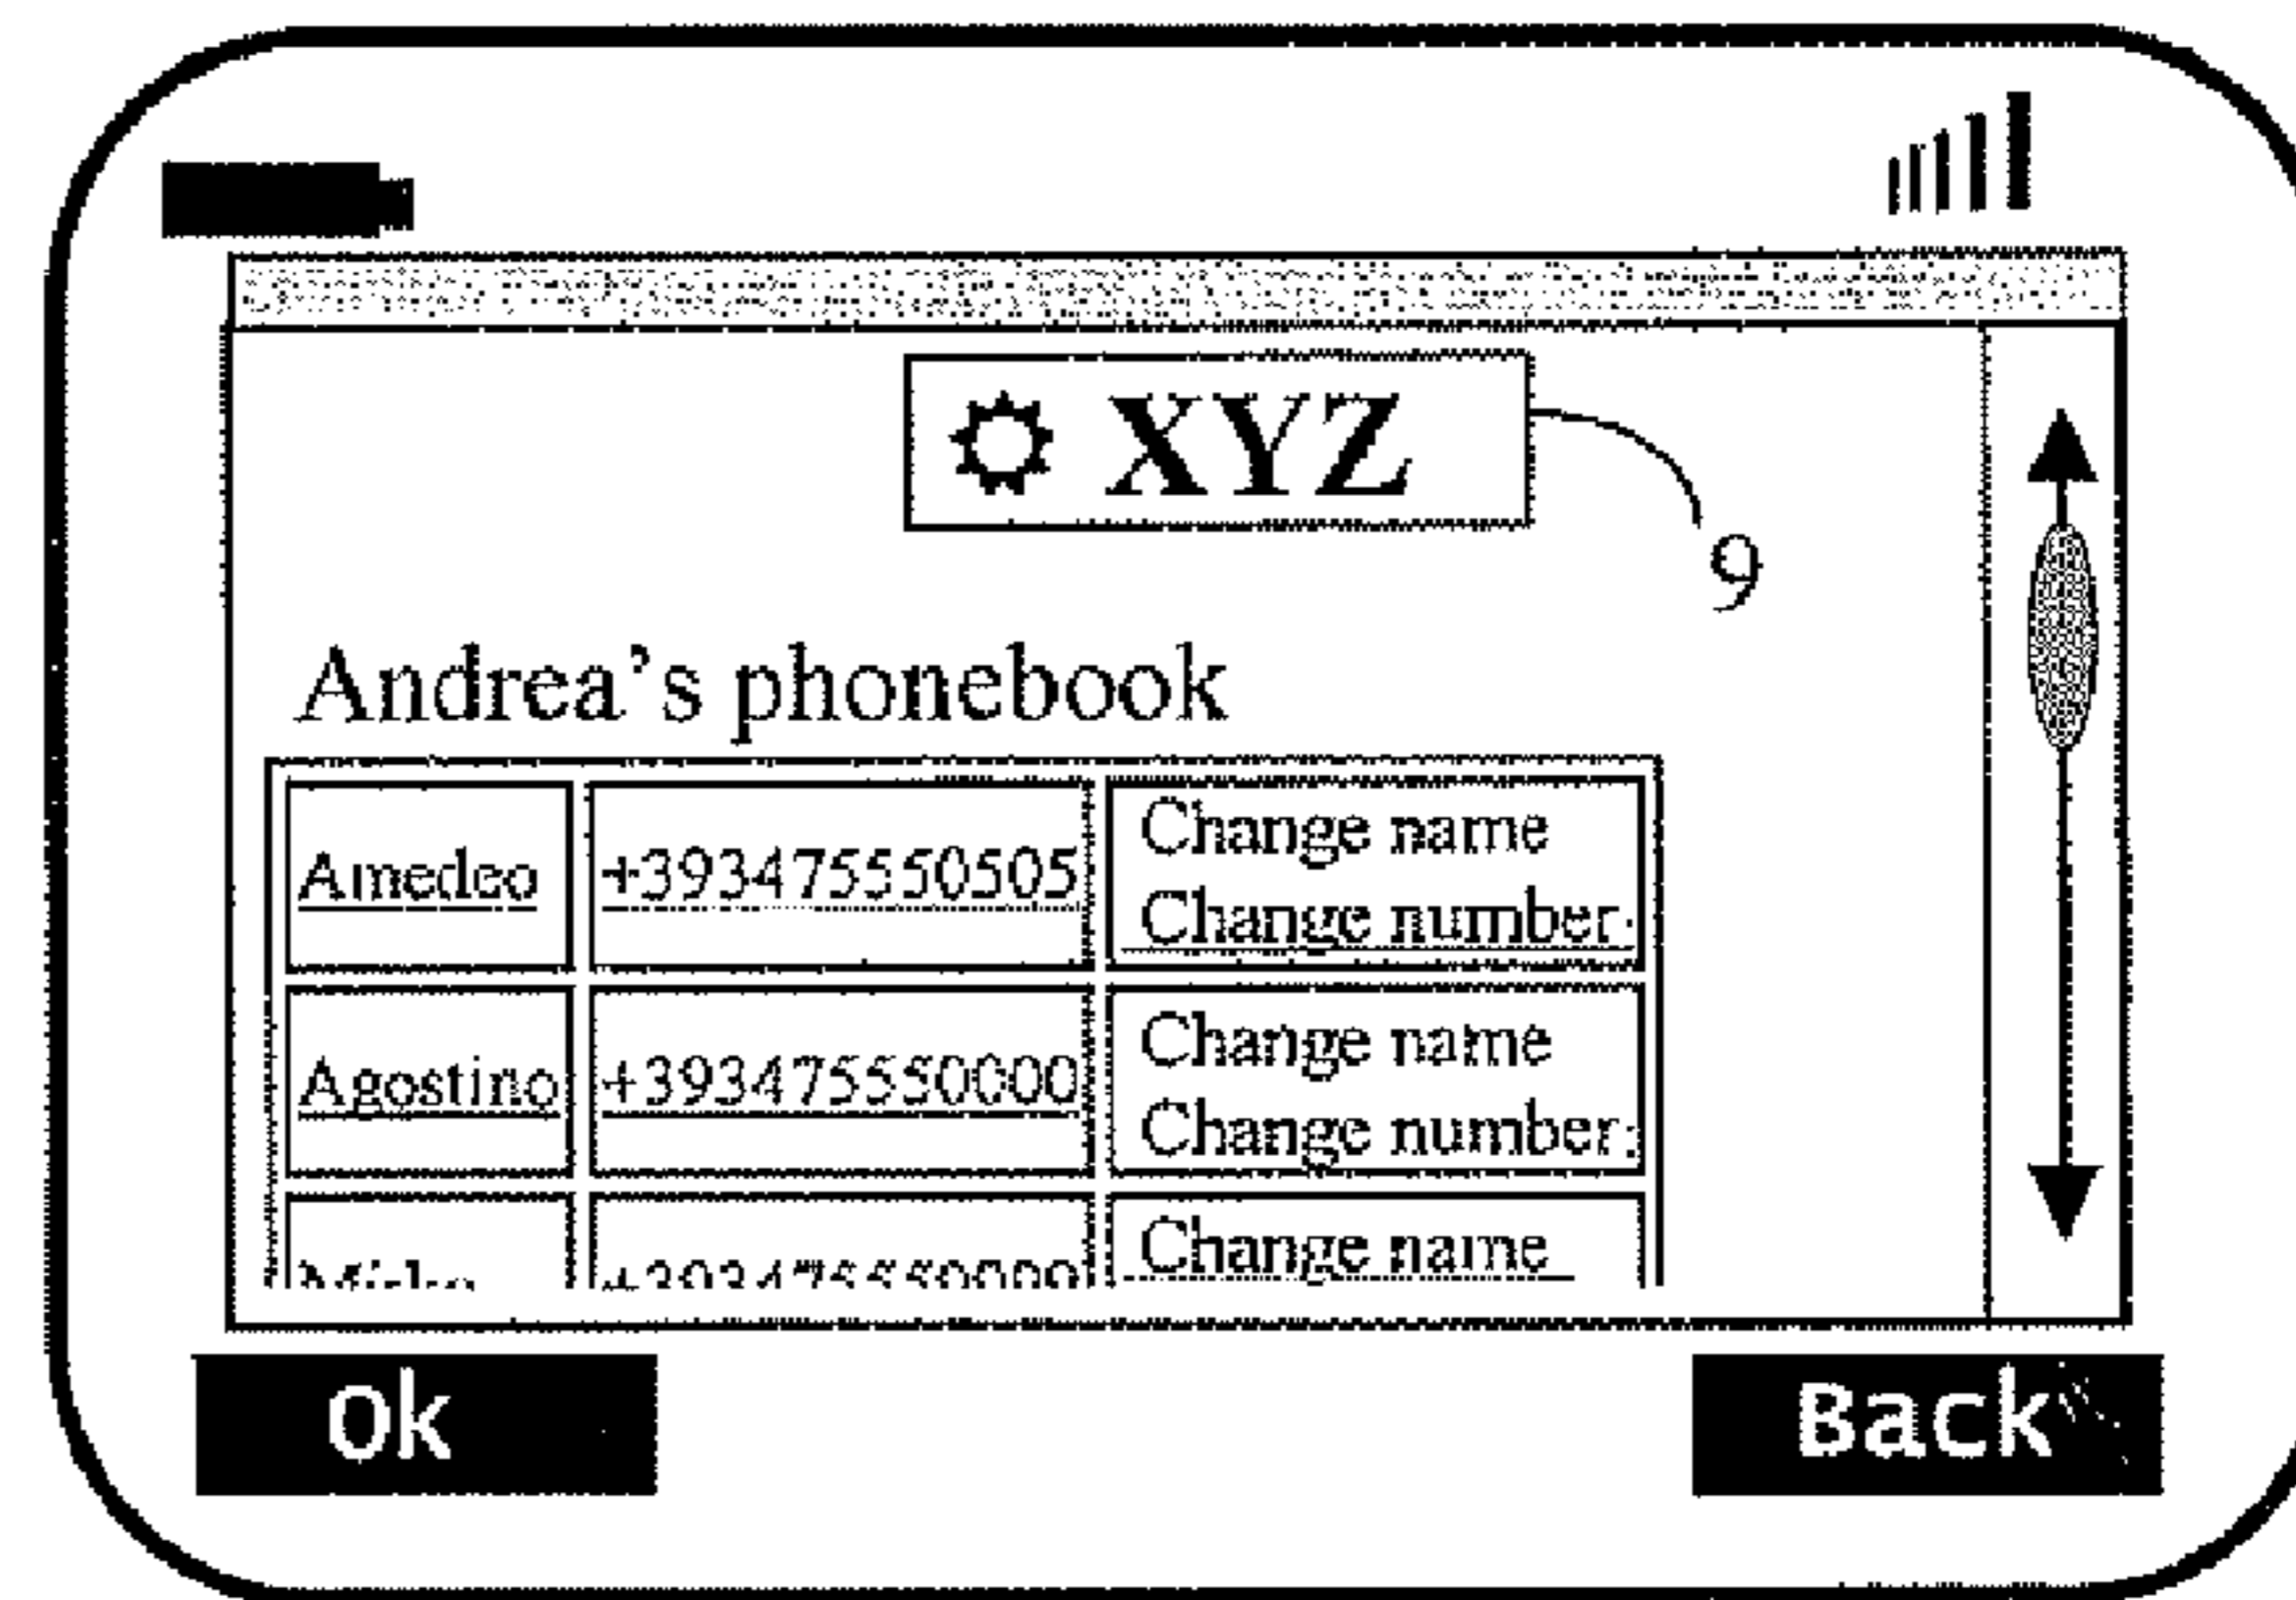 XYZ
9
Andrea's phonebook
Amedeo +393475550505 Change name
Change number
Agostino +393475550000 Change name
Change number
Change name
Ok Back